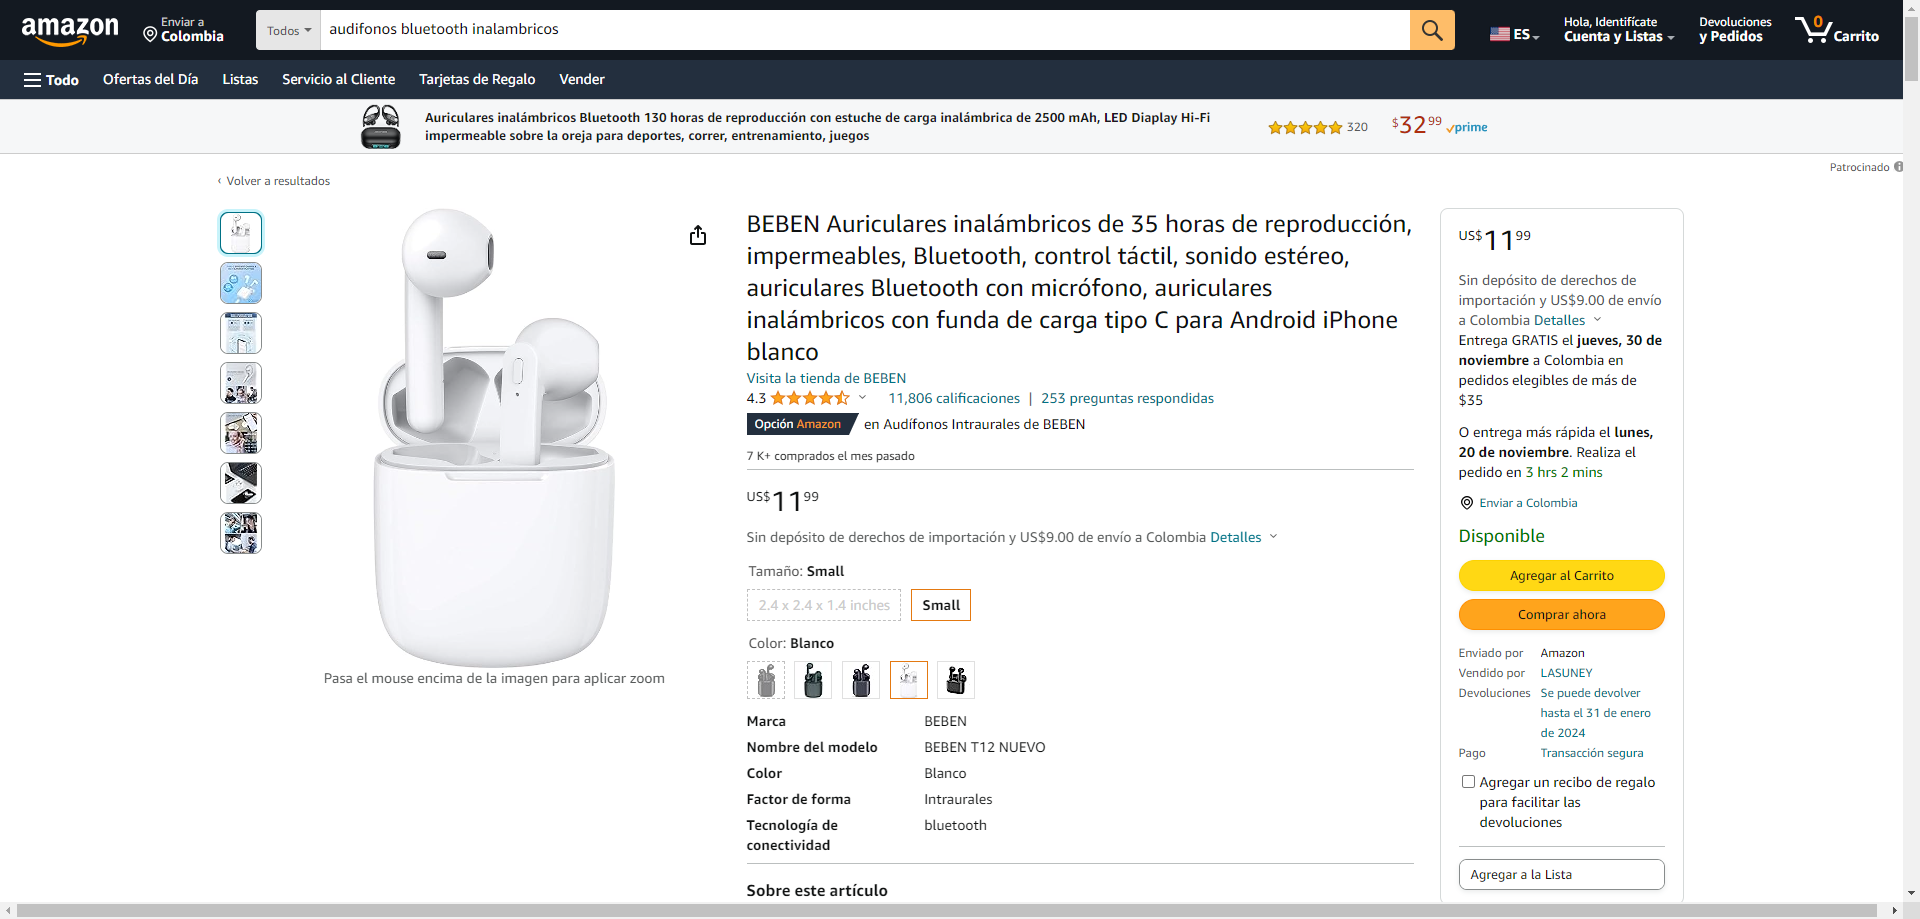 amazon
Enviar a
Colombia
Todos
audifonos bluetooth inalambricos
ES
Hola, Identifícate
Cuenta y Listas
Devoluciones
y Pedidos
0
Carrito
Todo
Ofertas del Día
Listas
Servicio al Cliente
Tarjetas de Regalo
Vender
Auriculares inalámbricos Bluetooth 130 horas de reproducción con estuche de carga inalámbrica de 2500 mAh, LED Diaplay Hi-Fi
impermeable sobre la oreja para deportes, correr, entrenamiento, juegos
320
$32 99
prime
Patrocinado
‹ Volver a resultados
BEBEN Auriculares inalámbricos de 35 horas de reproducción,
impermeables, Bluetooth, control táctil, sonido estéreo,
auriculares Bluetooth con micrófono, auriculares
inalámbricos con funda de carga tipo C para Android iPhone
blanco
Visita la tienda de BEBEN
4.3
11,806 calificaciones | 253 preguntas respondidas
Opción Amazon en Audífonos Intraurales de BEBEN
7 K+ comprados el mes pasado
US$11 99
Sin depósito de derechos de importación y US$9.00 de envío a Colombia Detalles
Tamaño: Small
2.4 x 2.4 x 1.4 inches
Small
Color: Blanco
Pasa el mouse encima de la imagen para aplicar zoom
Marca BEBEN
Nombre del modelo BEBEN T12 NUEVO
Color Blanco
Factor de forma Intraurales
Tecnología de bluetooth
conectividad
Sobre este artículo
US$11 99
Sin depósito de derechos de
importación y US$9.00 de envío
a Colombia Detalles
Entrega GRATIS el jueves, 30 de
noviembre a Colombia en
pedidos elegibles de más de
$35
O entrega más rápida el lunes,
20 de noviembre. Realiza el
pedido en 3 hrs 2 mins
Enviar a Colombia
Disponible
Agregar al Carrito
Comprar ahora
Enviado por Amazon
Vendido por LASUNEY
Devoluciones Se puede devolver
hasta el 31 de enero
de 2024
Pago Transacción segura
Agregar un recibo de regalo
para facilitar las
devoluciones
Agregar a la Lista